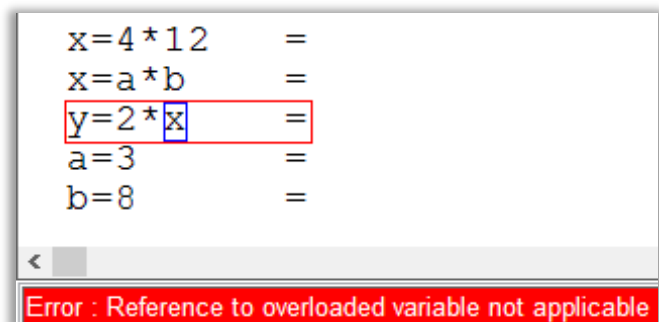 x=4*12 =
x=a*b =
y=2*x =
a=3 =
b=8 =
Error : Reference to overloaded variable not applicable